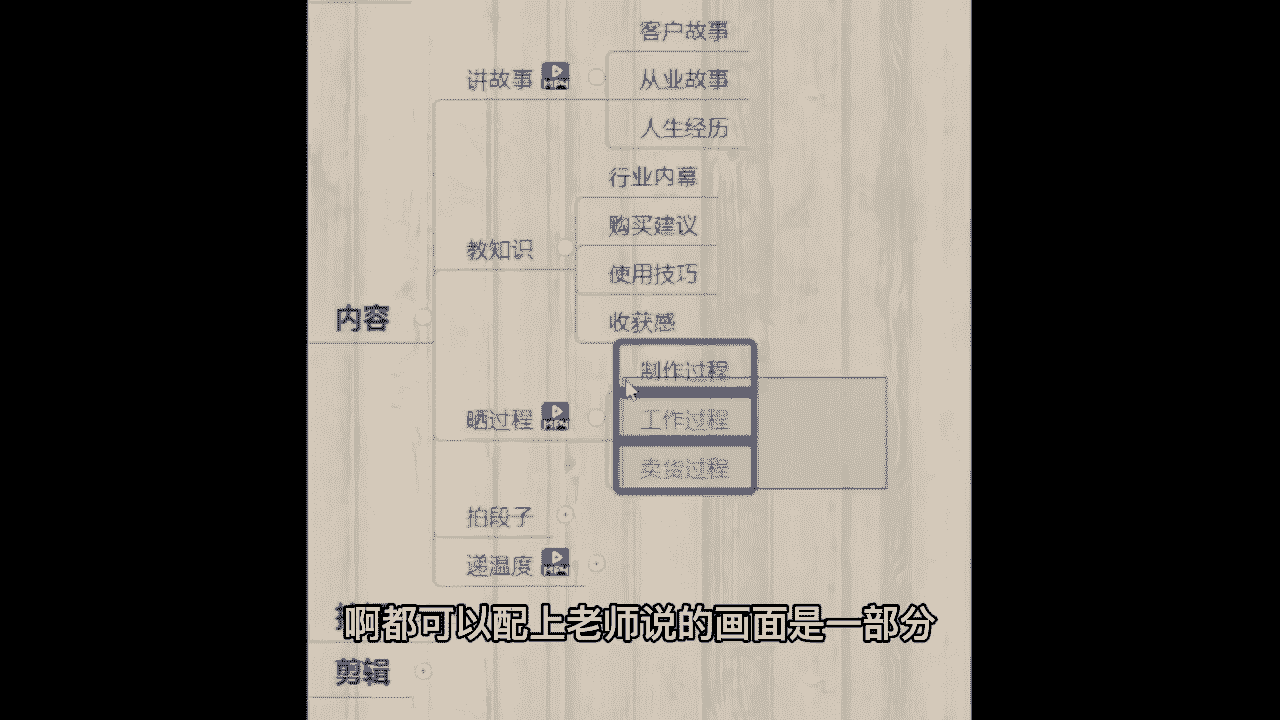 客户故事
讲故事
从业故事
人生经历
行业内幕
购买建议
教知识
使用技巧
内容
收获感
制作过程
晒过程
工作过程
卖货过程
拍段子
递温度
啊都可以配上老师说的画面是一部分
剪辑